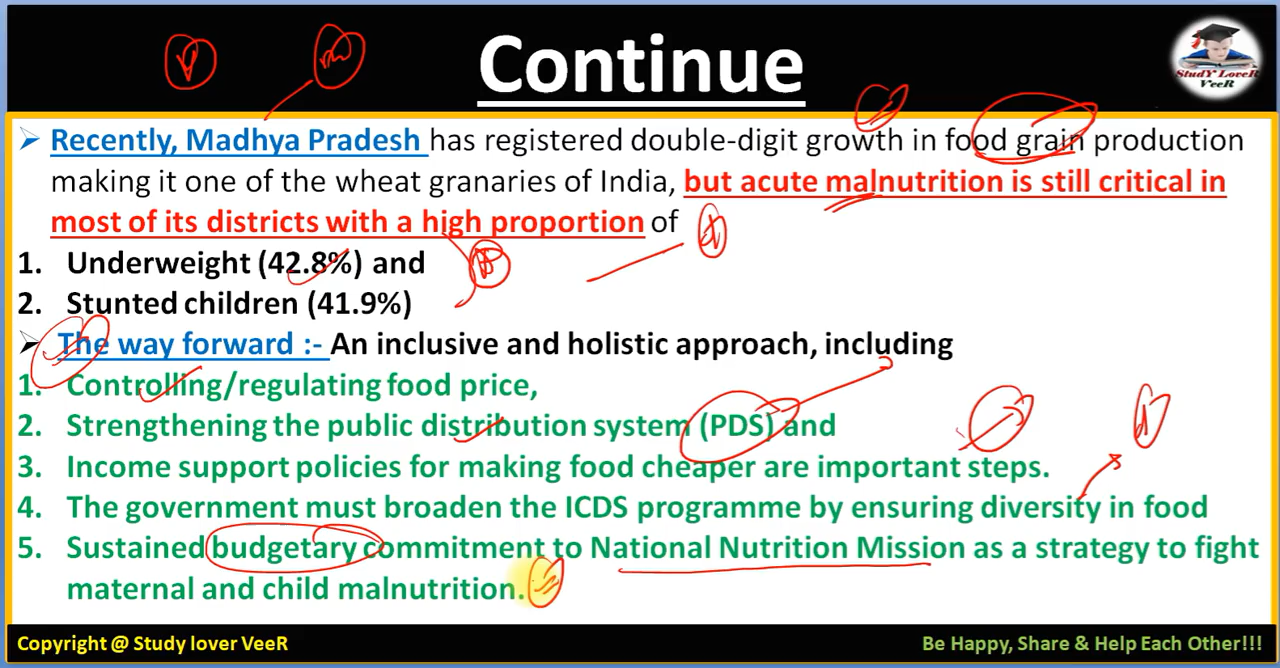 Continue
StudY LoveR
VeeR
Recently, Madhya Pradesh has registered double-digit growth in food grain production
making it one of the wheat granaries of India, but acute malnutrition is still critical in
most of its districts with a high proportion of
1. Underweight (42.8%) and
2. Stunted children (41.9%)
The way forward :- An inclusive and holistic approach, including
1. Controlling/regulating food price,
2. Strengthening the public distribution system (PDS) and
3. Income support policies for making food cheaper are important steps.
4. The government must broaden the ICDS programme by ensuring diversity in food
5. Sustained budgetary commitment to National Nutrition Mission as a strategy to fight
maternal and child malnutrition.
Copyright @ Study lover VeeR
Be Happy, Share & Help Each Other!!!